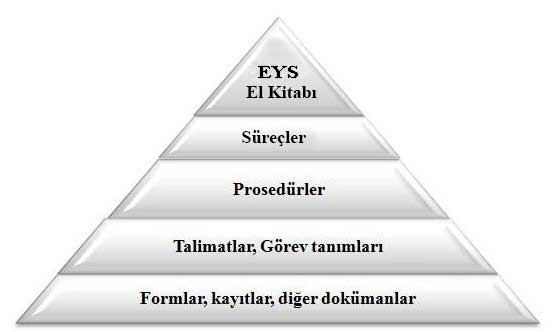 EYS
El Kitabı
Süreçler
Prosedürler
Talimatlar, Görev tanımları
Formlar, kayıtlar, diğer dokümanlar